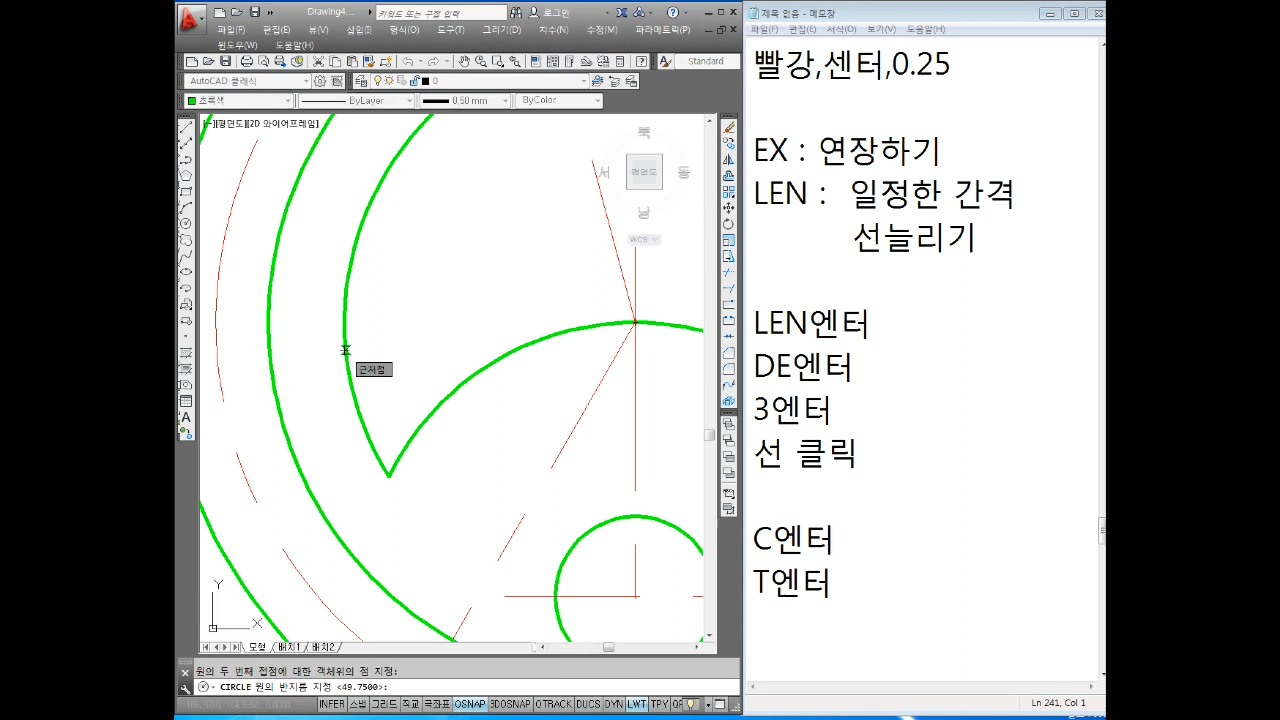 Drawing4...
키워드 또는 구절 입력
로그인
파일(F)
편집(E)
뷰(V)
삽입(I)
형식(O)
도구(T)
그리기(D)
치수(N)
수정(M)
파라메트릭(P)
윈도우(W)
도움말(H)
Standard
AutoCAD 클래식
0
초록색
ByLayer
0.50 mm
ByColor
[-][평면도][2D 와이어프레임]
북
서
평면도
동
남
WCS
근처점
Y
X
모형
배치1
배치2
원의 두 번째 접점에 대한 객체위의 점 지정:
CIRCLE 원의 반지름 지정 <49.7500>:
INFER
스냅
그리드
직교
극좌표
OSNAP
3DOSNAP
OTRACK
DUCS
DYN
LWT
TPY
제목 없음 - 메모장
파일(F)
편집(E)
서식(O)
보기(V)
도움말(H)
빨강,센터,0.25
EX : 연장하기
LEN : 일정한 간격
선늘리기
LEN엔터
DE엔터
3엔터
선 클릭
C엔터
T엔터
Ln 241, Col 1